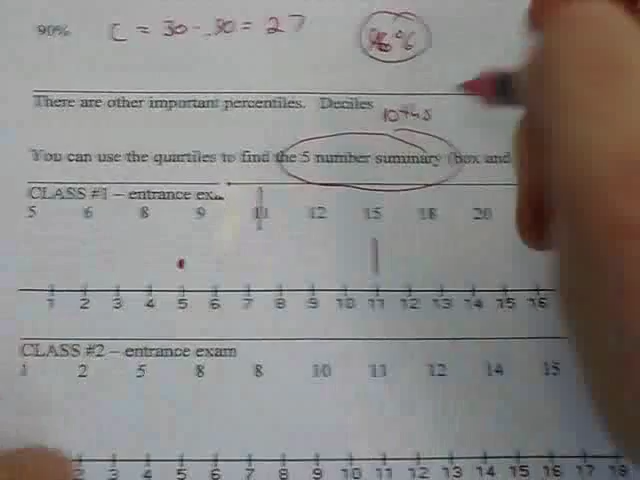 90% C = 30 - .30 = 27 96%
There are other important percentiles. Deciles
10ths
You can use the quartiles to find the 5 number summary (box and
CLASS #1 – entrance exa
5 6 8 9 11 12 15 18 20
1 2 3 4 5 6 7 8 9 10 11 12 13 14 15 16
CLASS #2 – entrance exam
1 2 5 8 8 10 11 12 14 15
2 3 4 5 6 7 8 9 10 11 12 13 14 15 16 17 18